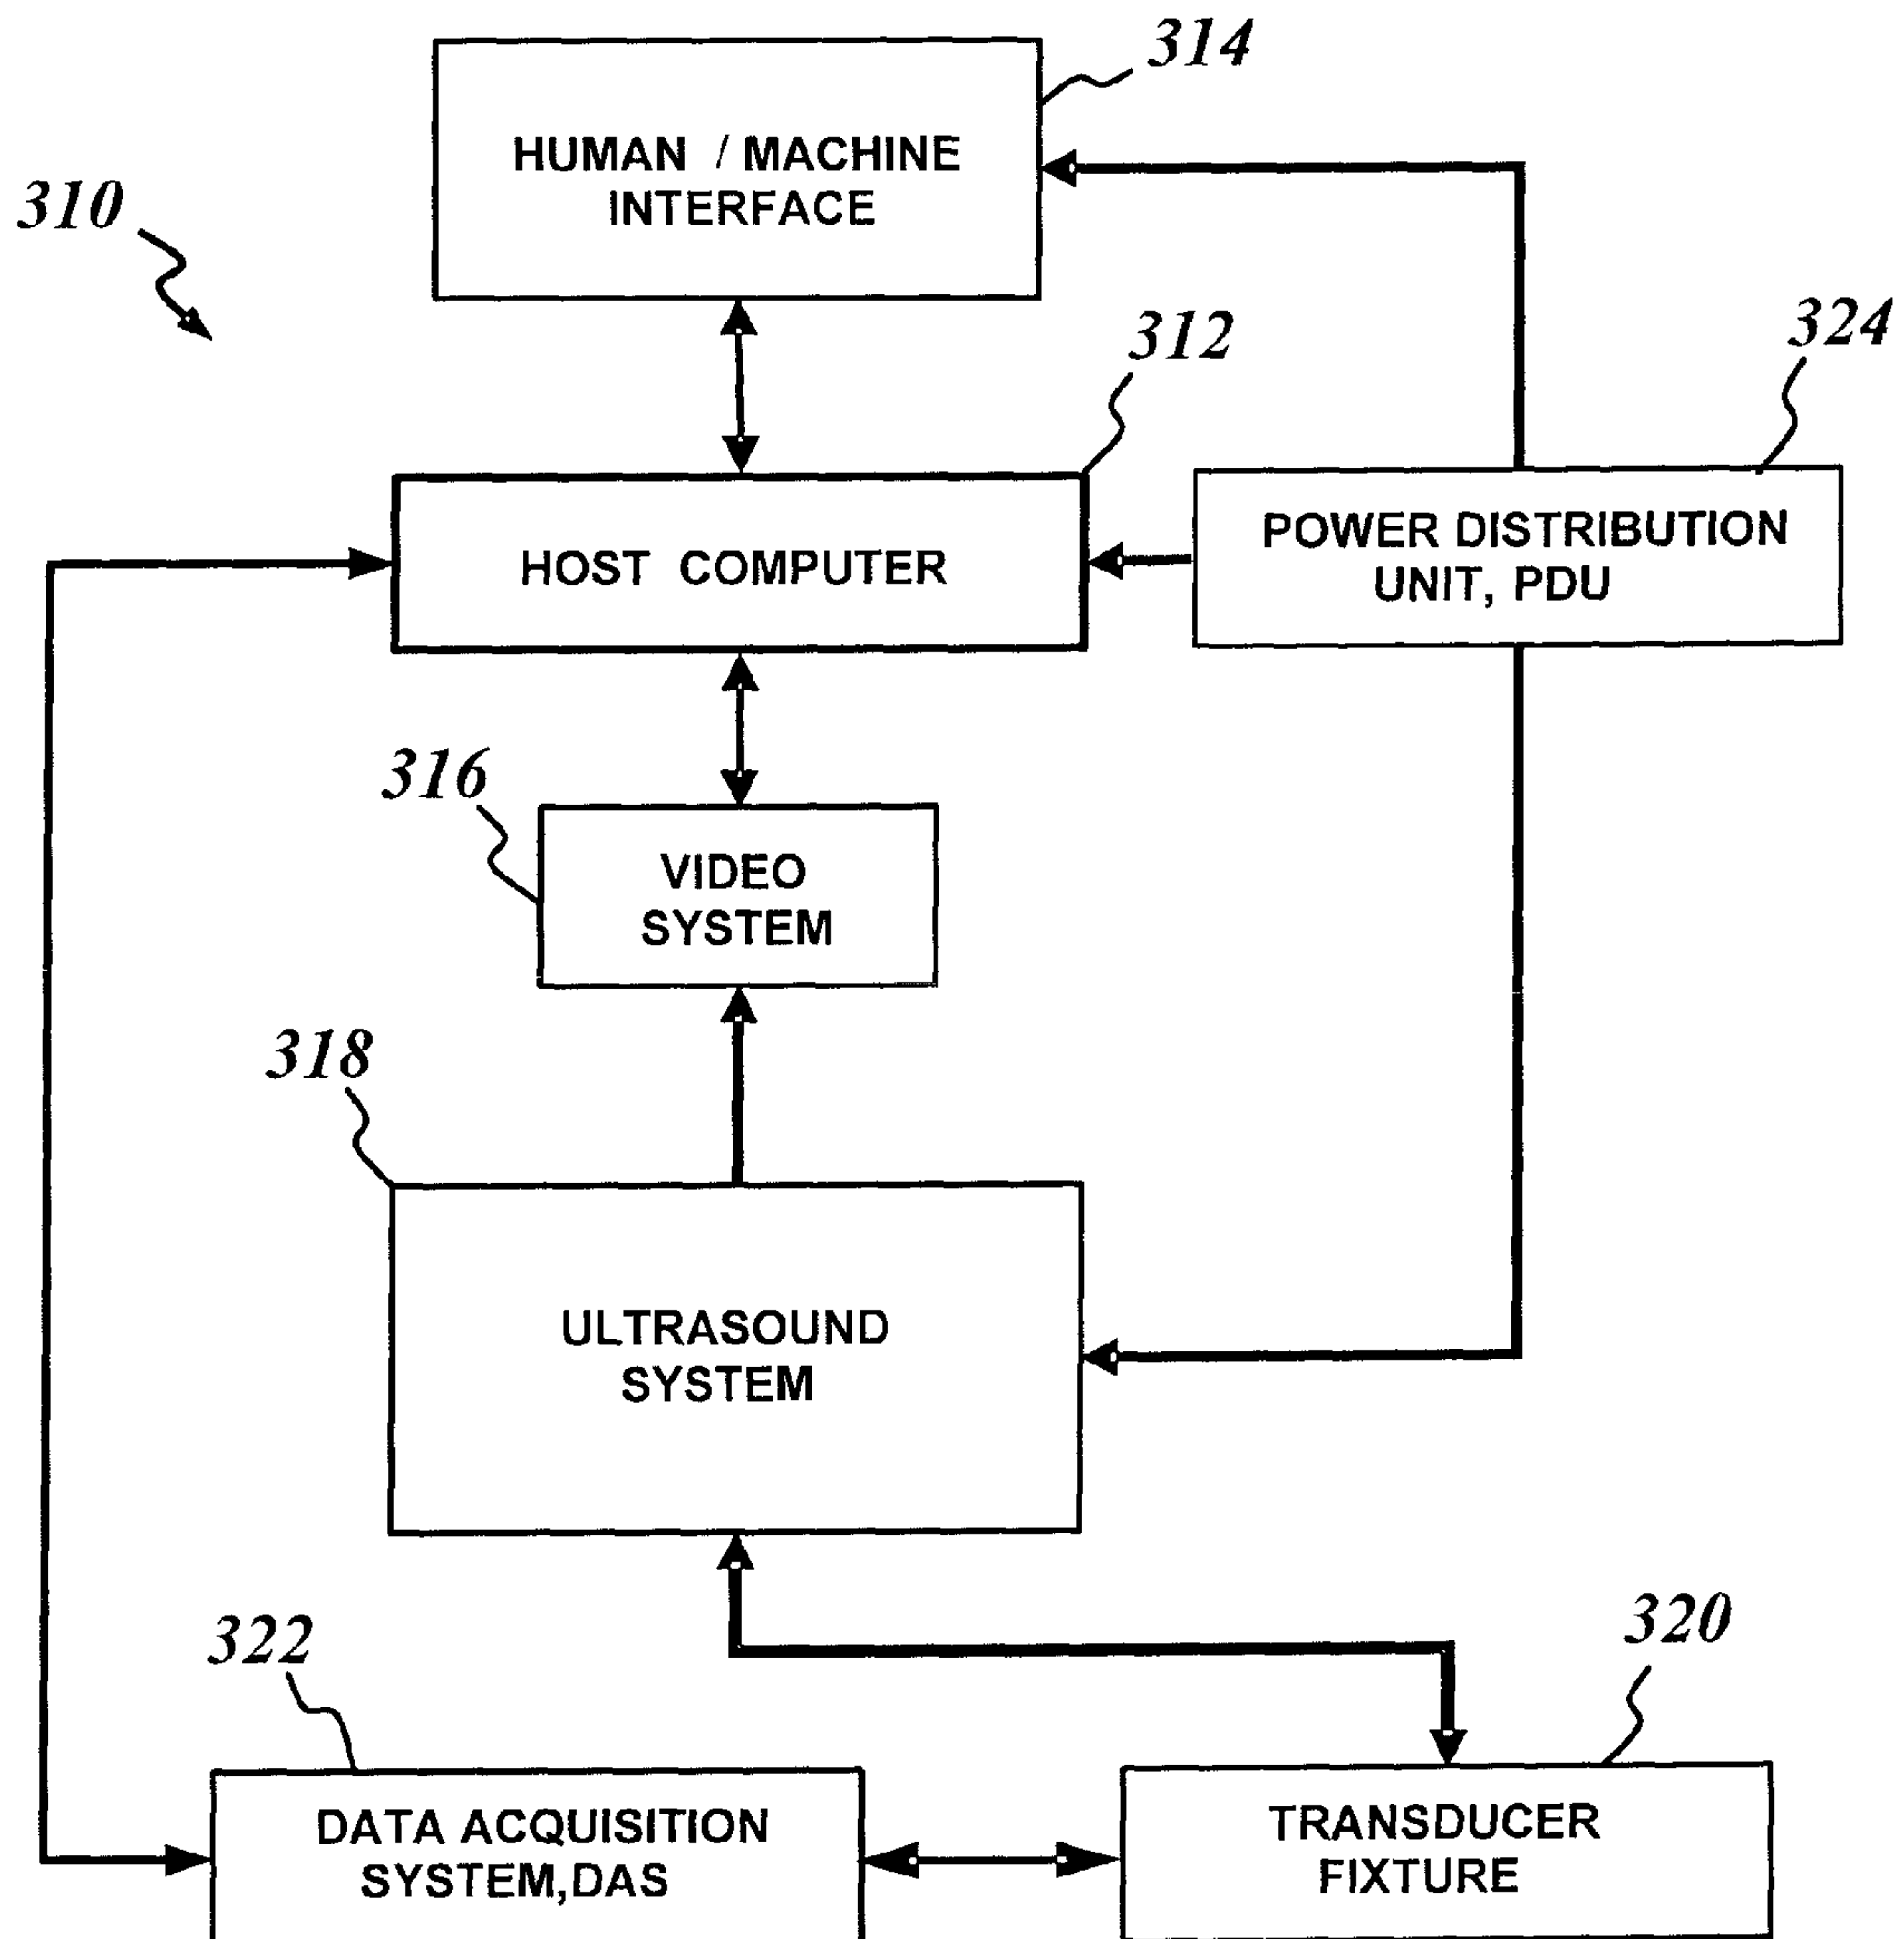 314
HUMAN / MACHINE
INTERFACE
310
312
324
HOST COMPUTER
POWER DISTRIBUTION
UNIT, PDU
316
VIDEO
SYSTEM
318
ULTRASOUND
SYSTEM
322
320
DATA ACQUISITION
SYSTEM,DAS
TRANSDUCER
FIXTURE